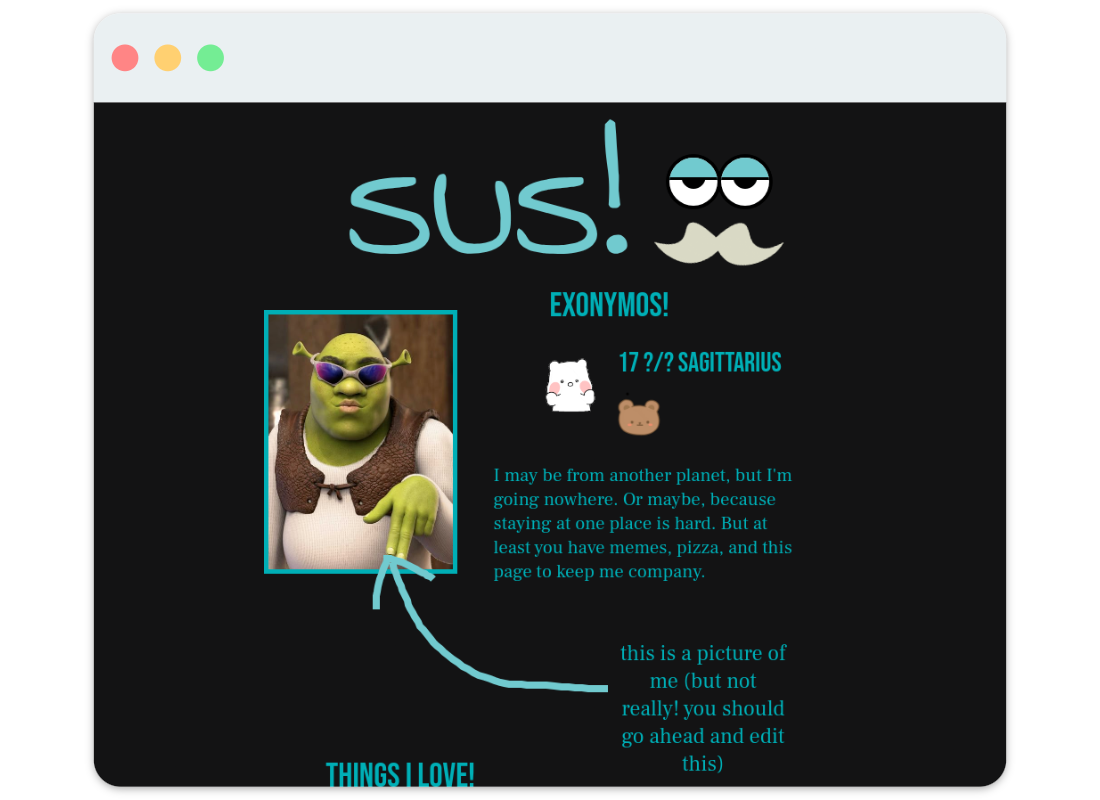 sus!
EXONYMOS!
17 ?/? SAGITTARIUS
I may be from another planet, but I'm
going nowhere. Or maybe, because
staying at one place is hard. But at
least you have memes, pizza, and this
page to keep me company.
this is a picture of
me (but not
really! you should
go ahead and edit
this)
THINGS I LOVE!